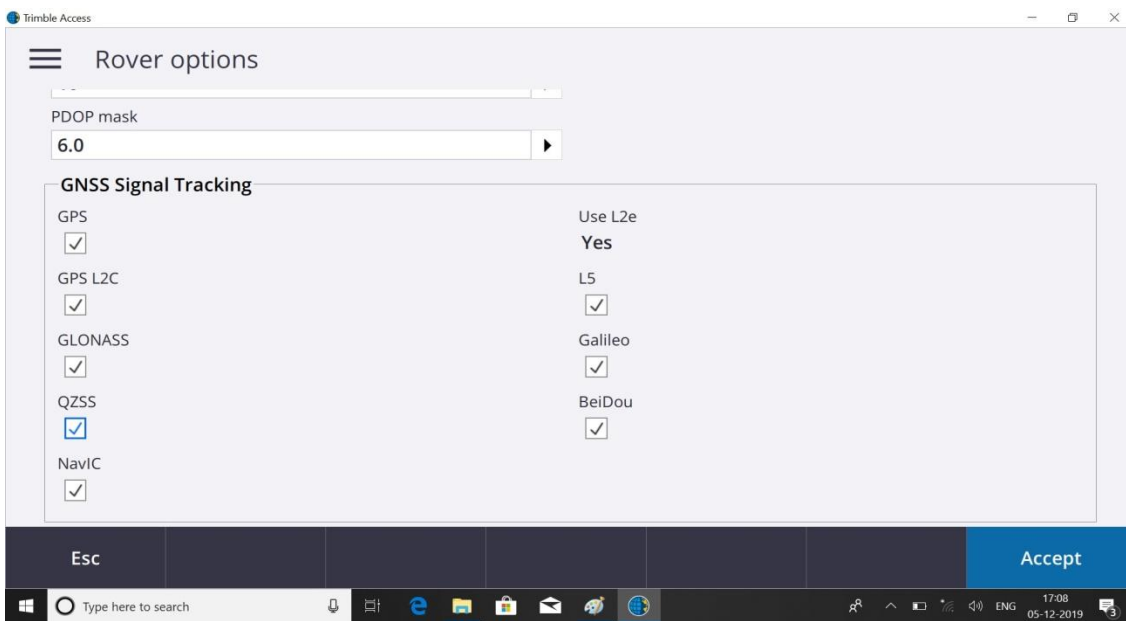 Trimble Access
Rover options
PDOP mask
6.0
GNSS Signal Tracking
GPS
Use L2e
Yes
GPS L2C
L5
GLONASS
Galileo
QZSS
BeiDou
NavIC
Esc
Accept
Type here to search
ENG
17:08
05-12-2019
3